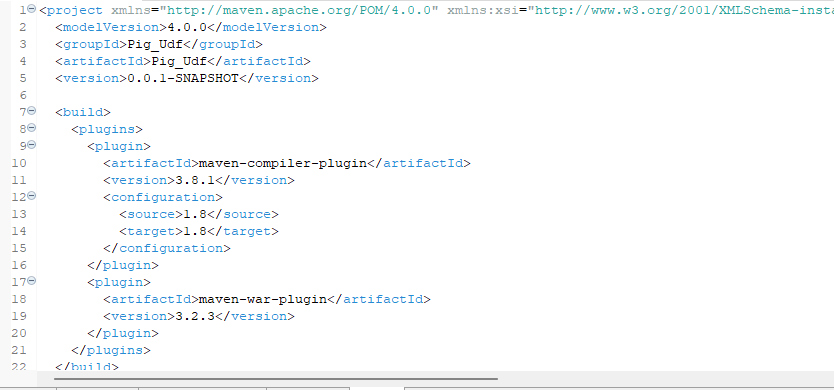 1 <project xmlns="http://maven.apache.org/POM/4.0.0" xmlns:xsi="http://www.w3.org/2001/XMLSchema-insta
2 <modelVersion>4.0.0</modelVersion>
3 <groupId>Pig_Udf</groupId>
4 <artifactId>Pig_Udf</artifactId>
5 <version>0.0.1-SNAPSHOT</version>
6
7 <build>
8 <plugins>
9 <plugin>
10 <artifactId>maven-compiler-plugin</artifactId>
11 <version>3.8.1</version>
12 <configuration>
13 <source>1.8</source>
14 <target>1.8</target>
15 </configuration>
16 </plugin>
17 <plugin>
18 <artifactId>maven-war-plugin</artifactId>
19 <version>3.2.3</version>
20 </plugin>
21 </plugins>
22 </build>